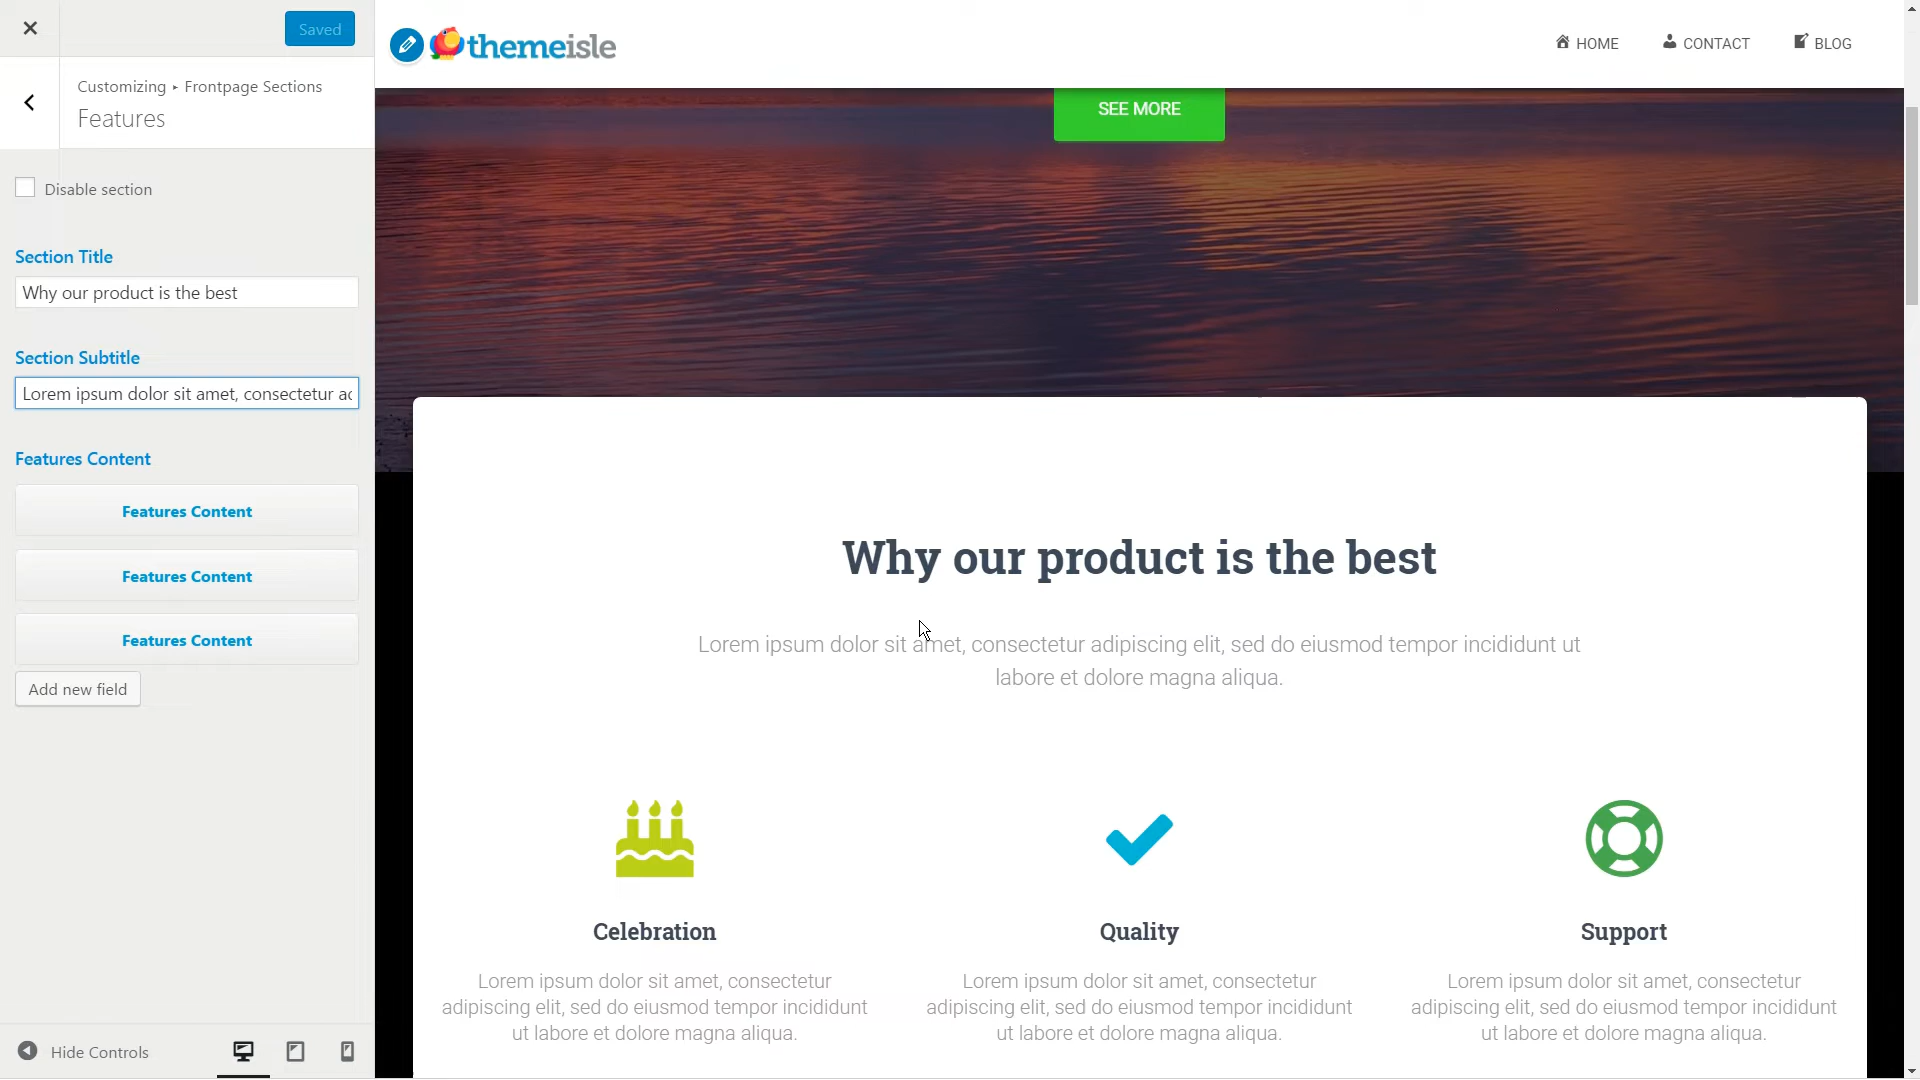 Saved
Customizing ▸ Frontpage Sections
Features
Disable section
Section Title
Why our product is the best
Section Subtitle
Lorem ipsum dolor sit amet, consectetur ac
Features Content
Features Content
Features Content
Features Content
Add new field
Hide Controls
themeisle
HOME
CONTACT
BLOG
SEE MORE
Why our product is the best
Lorem ipsum dolor sit amet, consectetur adipiscing elit, sed do eiusmod tempor incididunt ut
labore et dolore magna aliqua.
Celebration
Lorem ipsum dolor sit amet, consectetur
adipiscing elit, sed do eiusmod tempor incididunt
ut labore et dolore magna aliqua.
Quality
Lorem ipsum dolor sit amet, consectetur
adipiscing elit, sed do eiusmod tempor incididunt
ut labore et dolore magna aliqua.
Support
Lorem ipsum dolor sit amet, consectetur
adipiscing elit, sed do eiusmod tempor incididunt
ut labore et dolore magna aliqua.